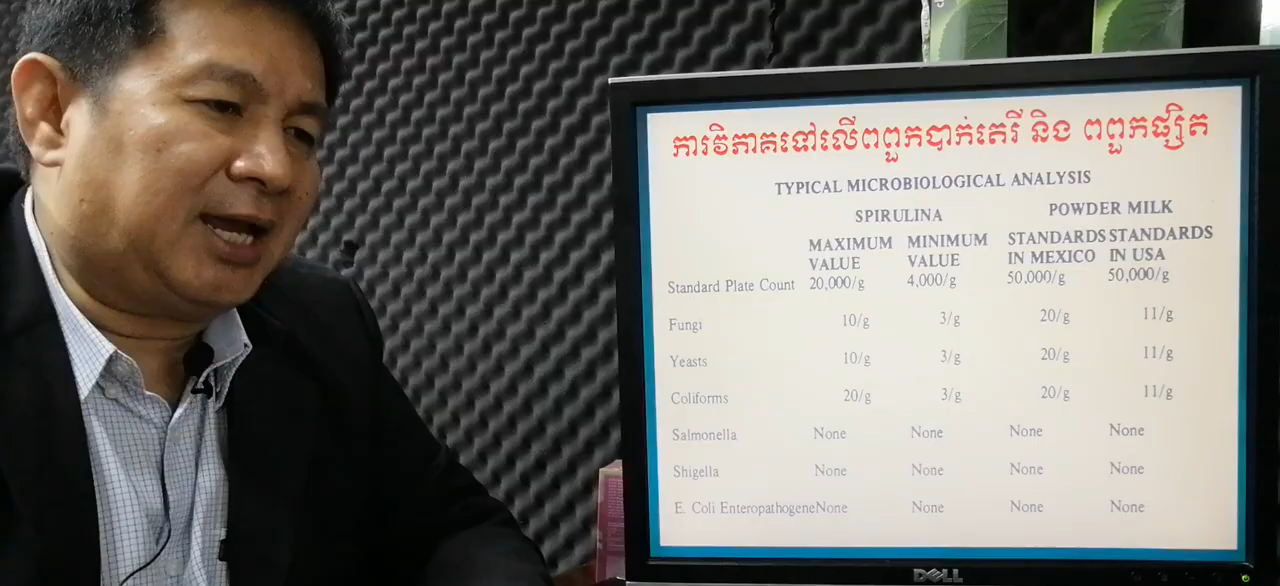 ការវិភាគទៅលើពពួកបាក់តេរី និង ពពួកផ្សិត
TYPICAL MICROBIOLOGICAL ANALYSIS
SPIRULINA POWDER MILK
MAXIMUM VALUE MINIMUM VALUE STANDARDS IN MEXICO STANDARDS IN USA
Standard Plate Count 20,000/g 4,000/g 50,000/g 50,000/g
Fungi 10/g 3/g 20/g 11/g
Yeasts 10/g 3/g 20/g 11/g
Coliforms 20/g 3/g 20/g 11/g
Salmonella None None None None
Shigella None None None None
E. Coli Enteropathogene None None None None
DELL